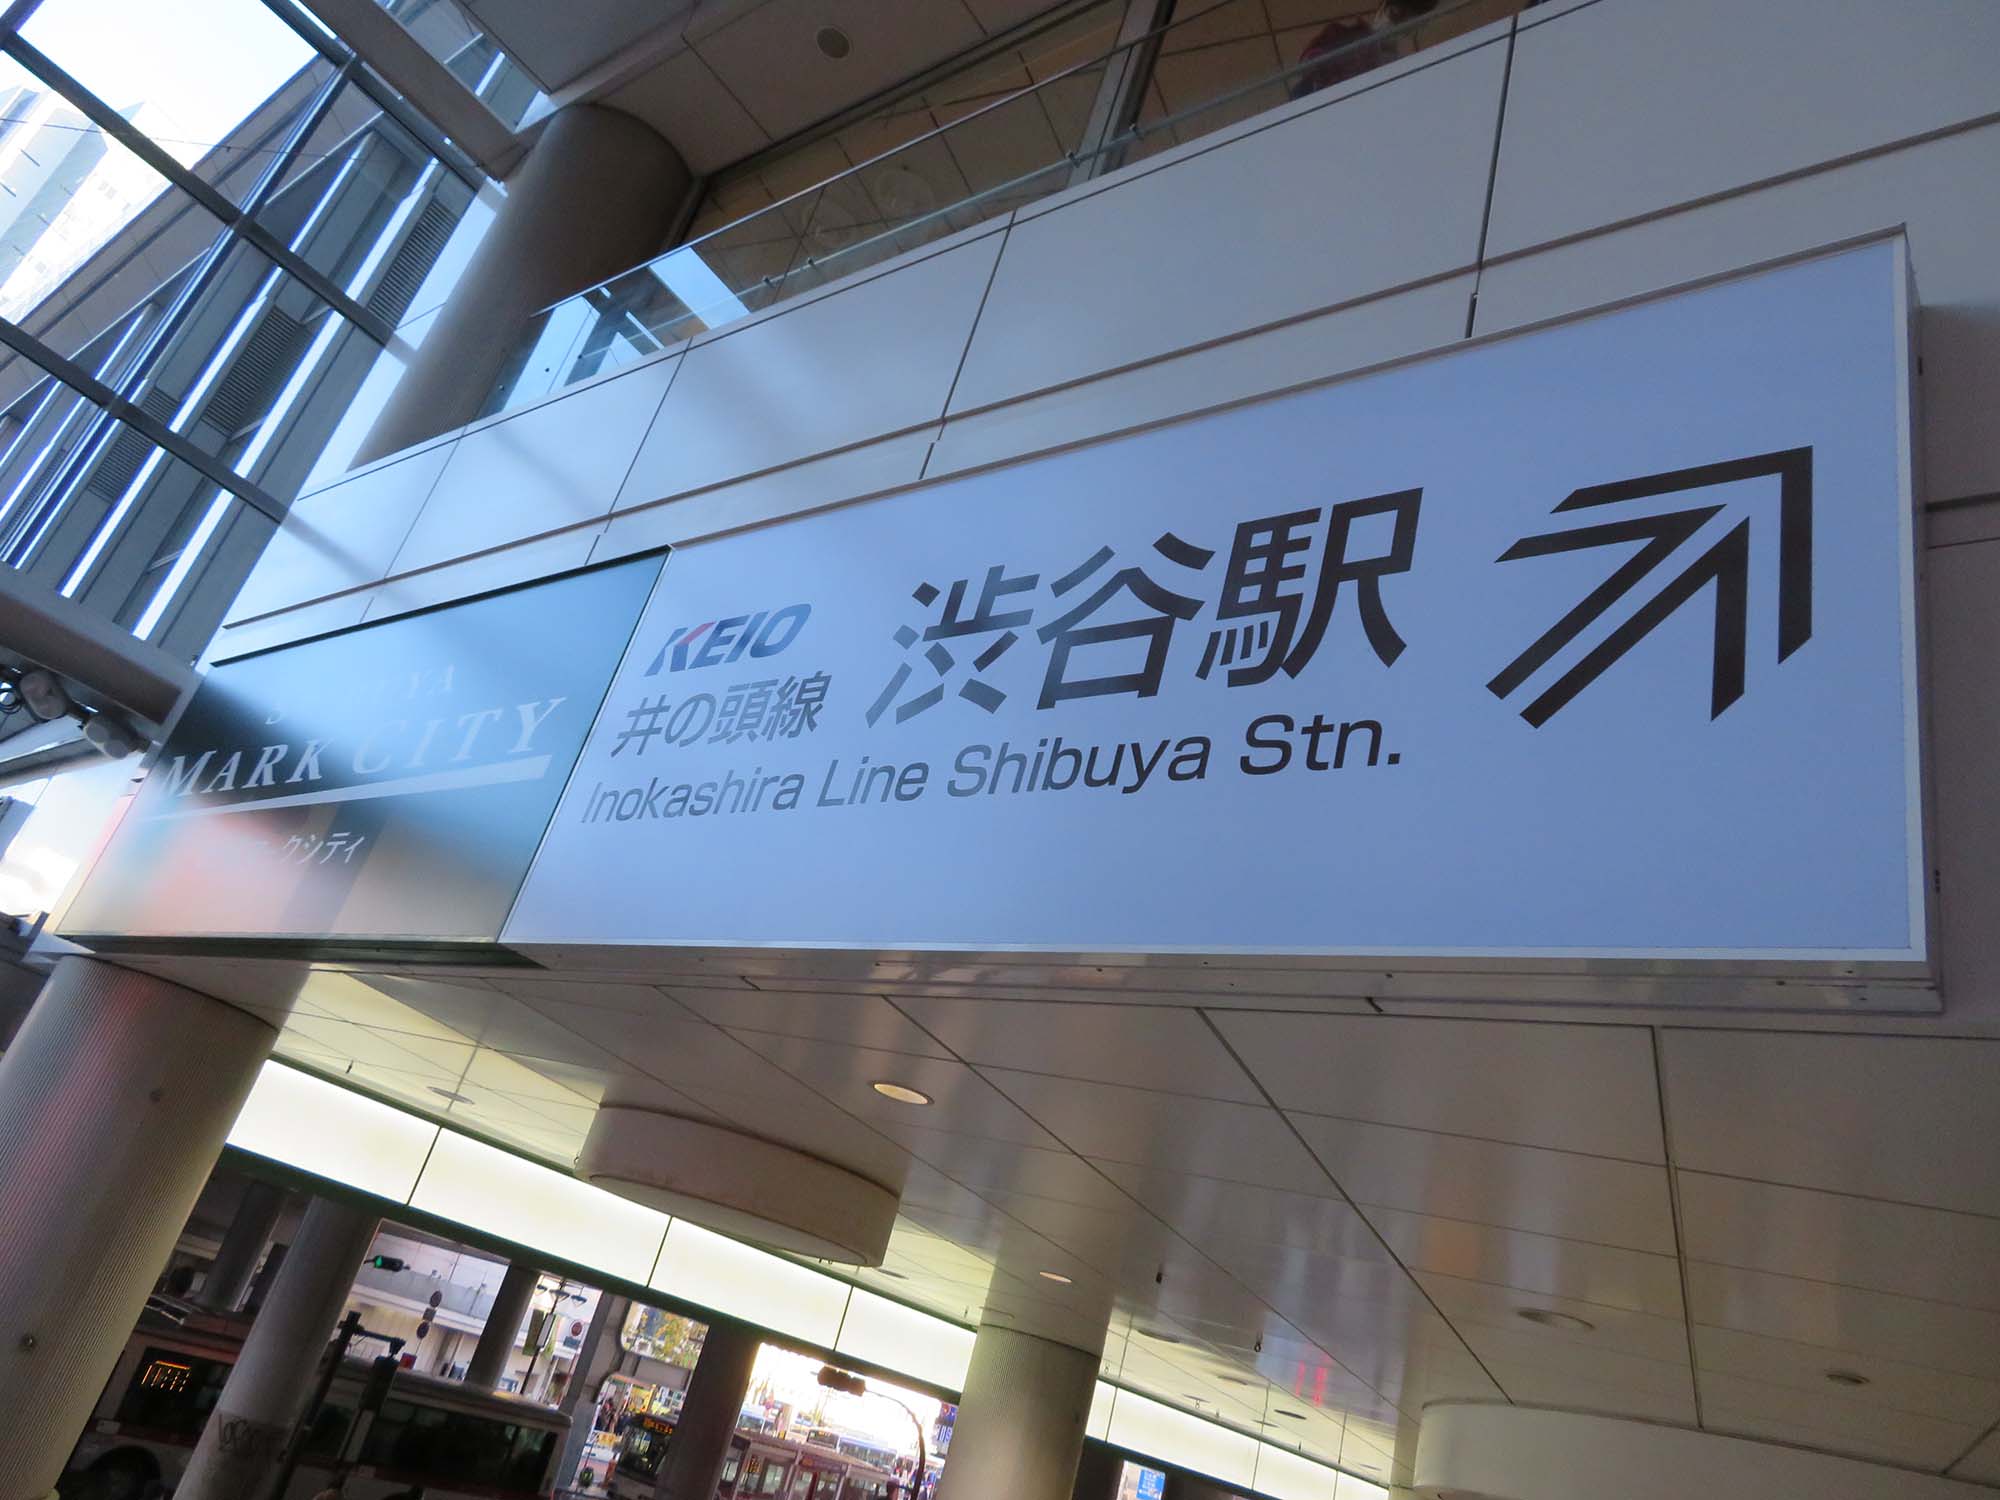 MARK CITY
KEIO
井の頭線
渋谷駅
Inokashira Line Shibuya Stn.